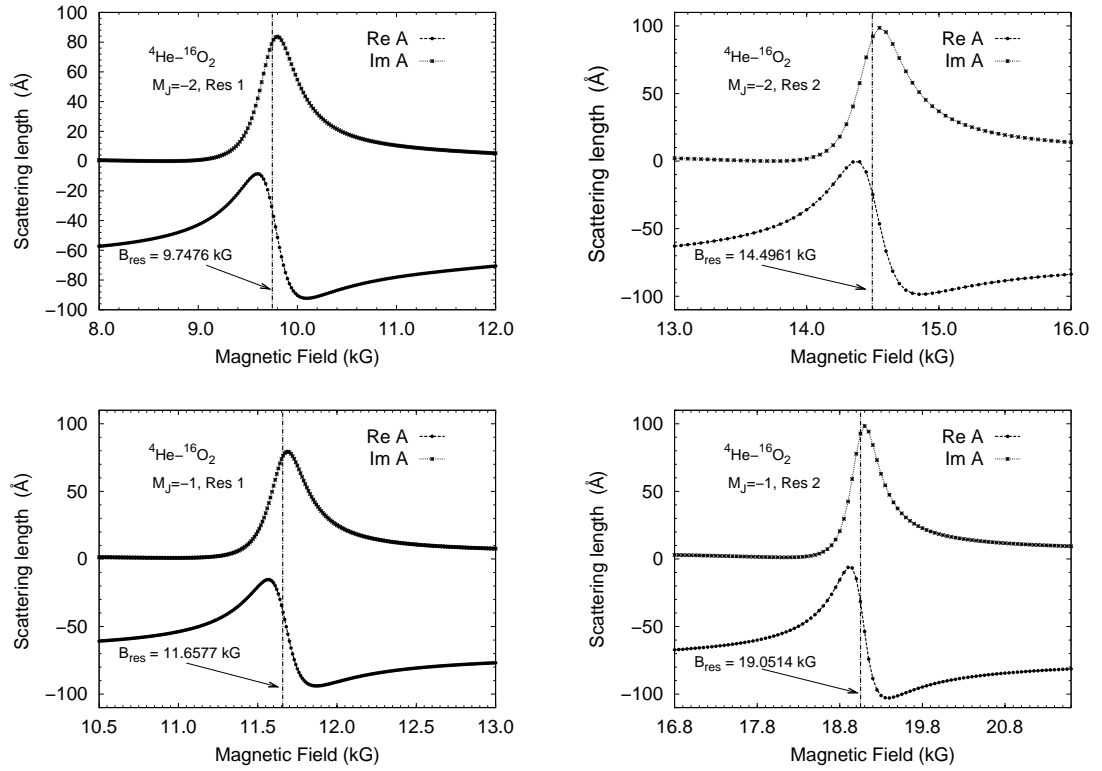 100
80
60
40
20
0
−20
−40
−60
−80
−100
Scattering length (Å)
⁴He−¹⁶O₂
M_J=−2, Res 1
Re A
Im A
B_res = 9.7476 kG
8.0 9.0 10.0 11.0 12.0
Magnetic Field (kG)
100
50
0
−50
−100
Scattering length (Å)
⁴He−¹⁶O₂
M_J=−2, Res 2
Re A
Im A
B_res = 14.4961 kG
13.0 14.0 15.0 16.0
Magnetic Field (kG)
100
50
0
−50
−100
Scattering length (Å)
⁴He−¹⁶O₂
M_J=−1, Res 1
Re A
Im A
B_res = 11.6577 kG
10.5 11.0 11.5 12.0 12.5 13.0
Magnetic Field (kG)
100
50
0
−50
−100
Scattering length (Å)
⁴He−¹⁶O₂
M_J=−1, Res 2
Re A
Im A
B_res = 19.0514 kG
16.8 17.8 18.8 19.8 20.8
Magnetic Field (kG)